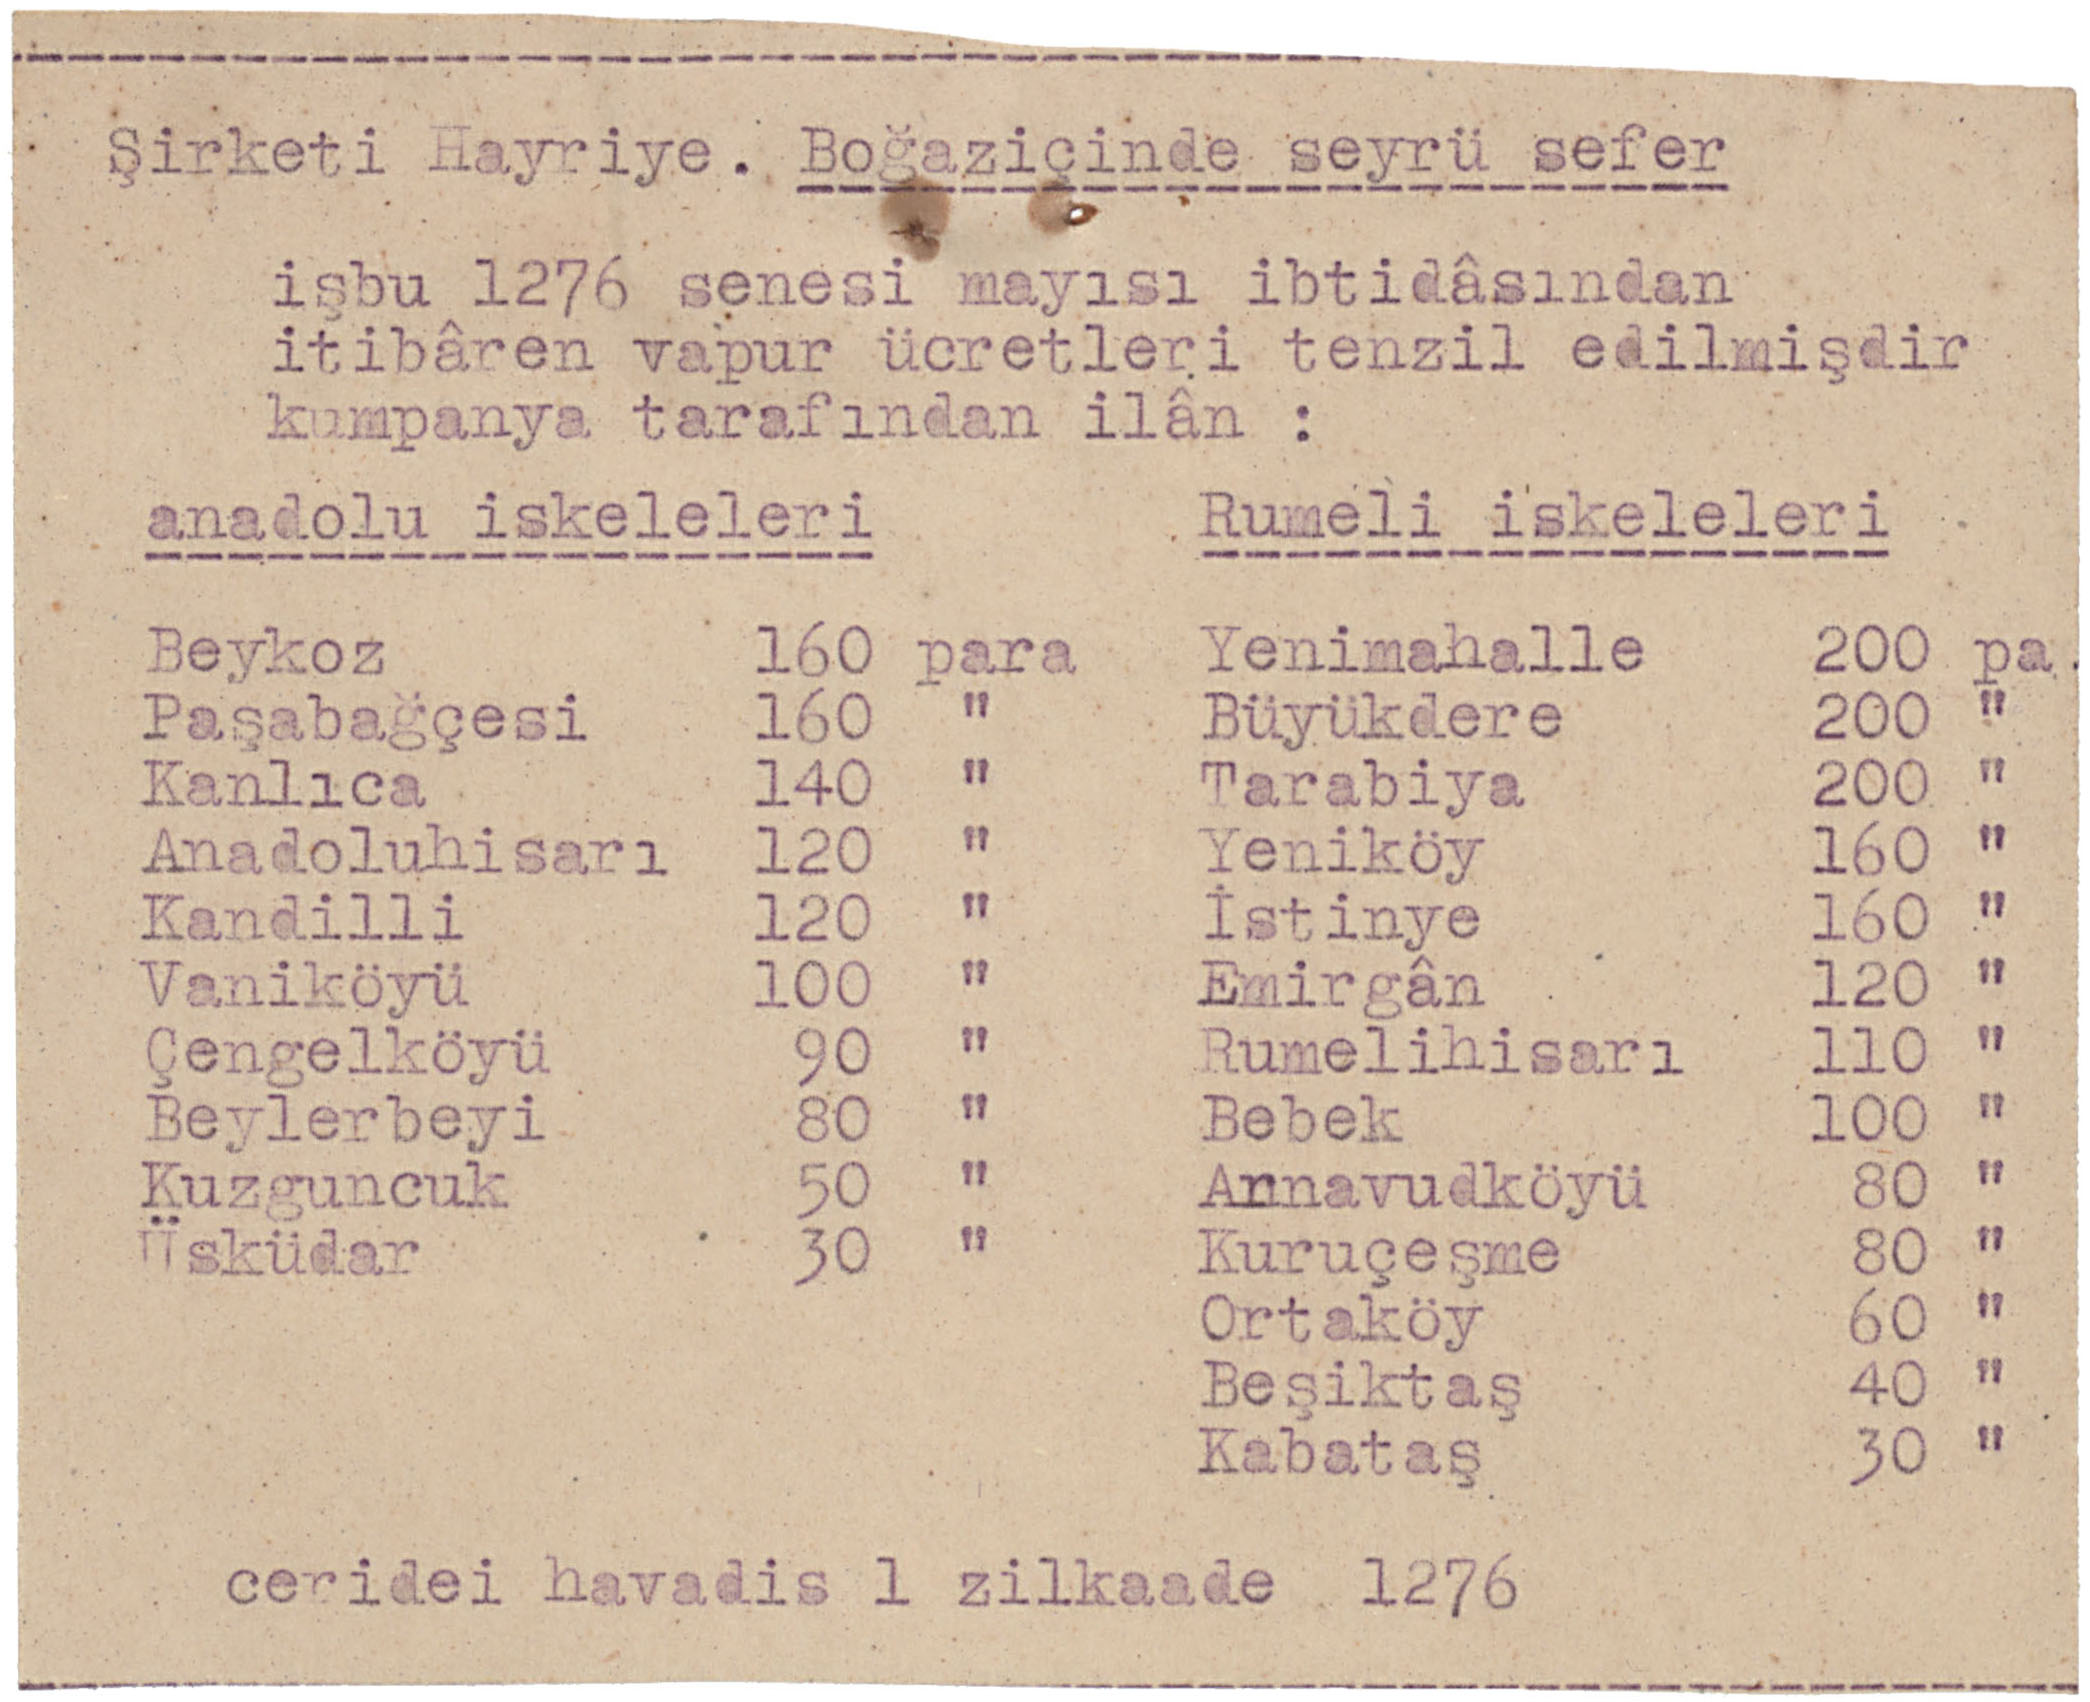 Şirketi Hayriye. Boğaziçinde seyrü sefer
işbu 1276 senesi mayısı ibtidâsından
itibâren vapur ücretleri tenzil edilmişdir
kumpanya tarafından ilân :
anadolu iskeleleri
Beykoz 160 para
Paşabağçesi 160 "
Kanlıca 140 "
Anadoluhisarı 120 "
Kandilli 120 "
Vaniköyü 100 "
Çengelköyü 90 "
Beylerbeyi 80 "
Kuzguncuk 50 "
Üsküdar 30 "
Rumeli iskeleleri
Yenimahalle 200 pa.
Büyükdere 200 "
Tarabiya 200 "
Yeniköy 160 "
İstinye 160 "
Emirgân 120 "
Rumelihisarı 110 "
Bebek 100 "
Arnavudköyü 80 "
Kuruçeşme 80 "
Ortaköy 60 "
Beşiktaş 40 "
Kabataş 30 "
ceridei havadis 1 zilkaade 1276